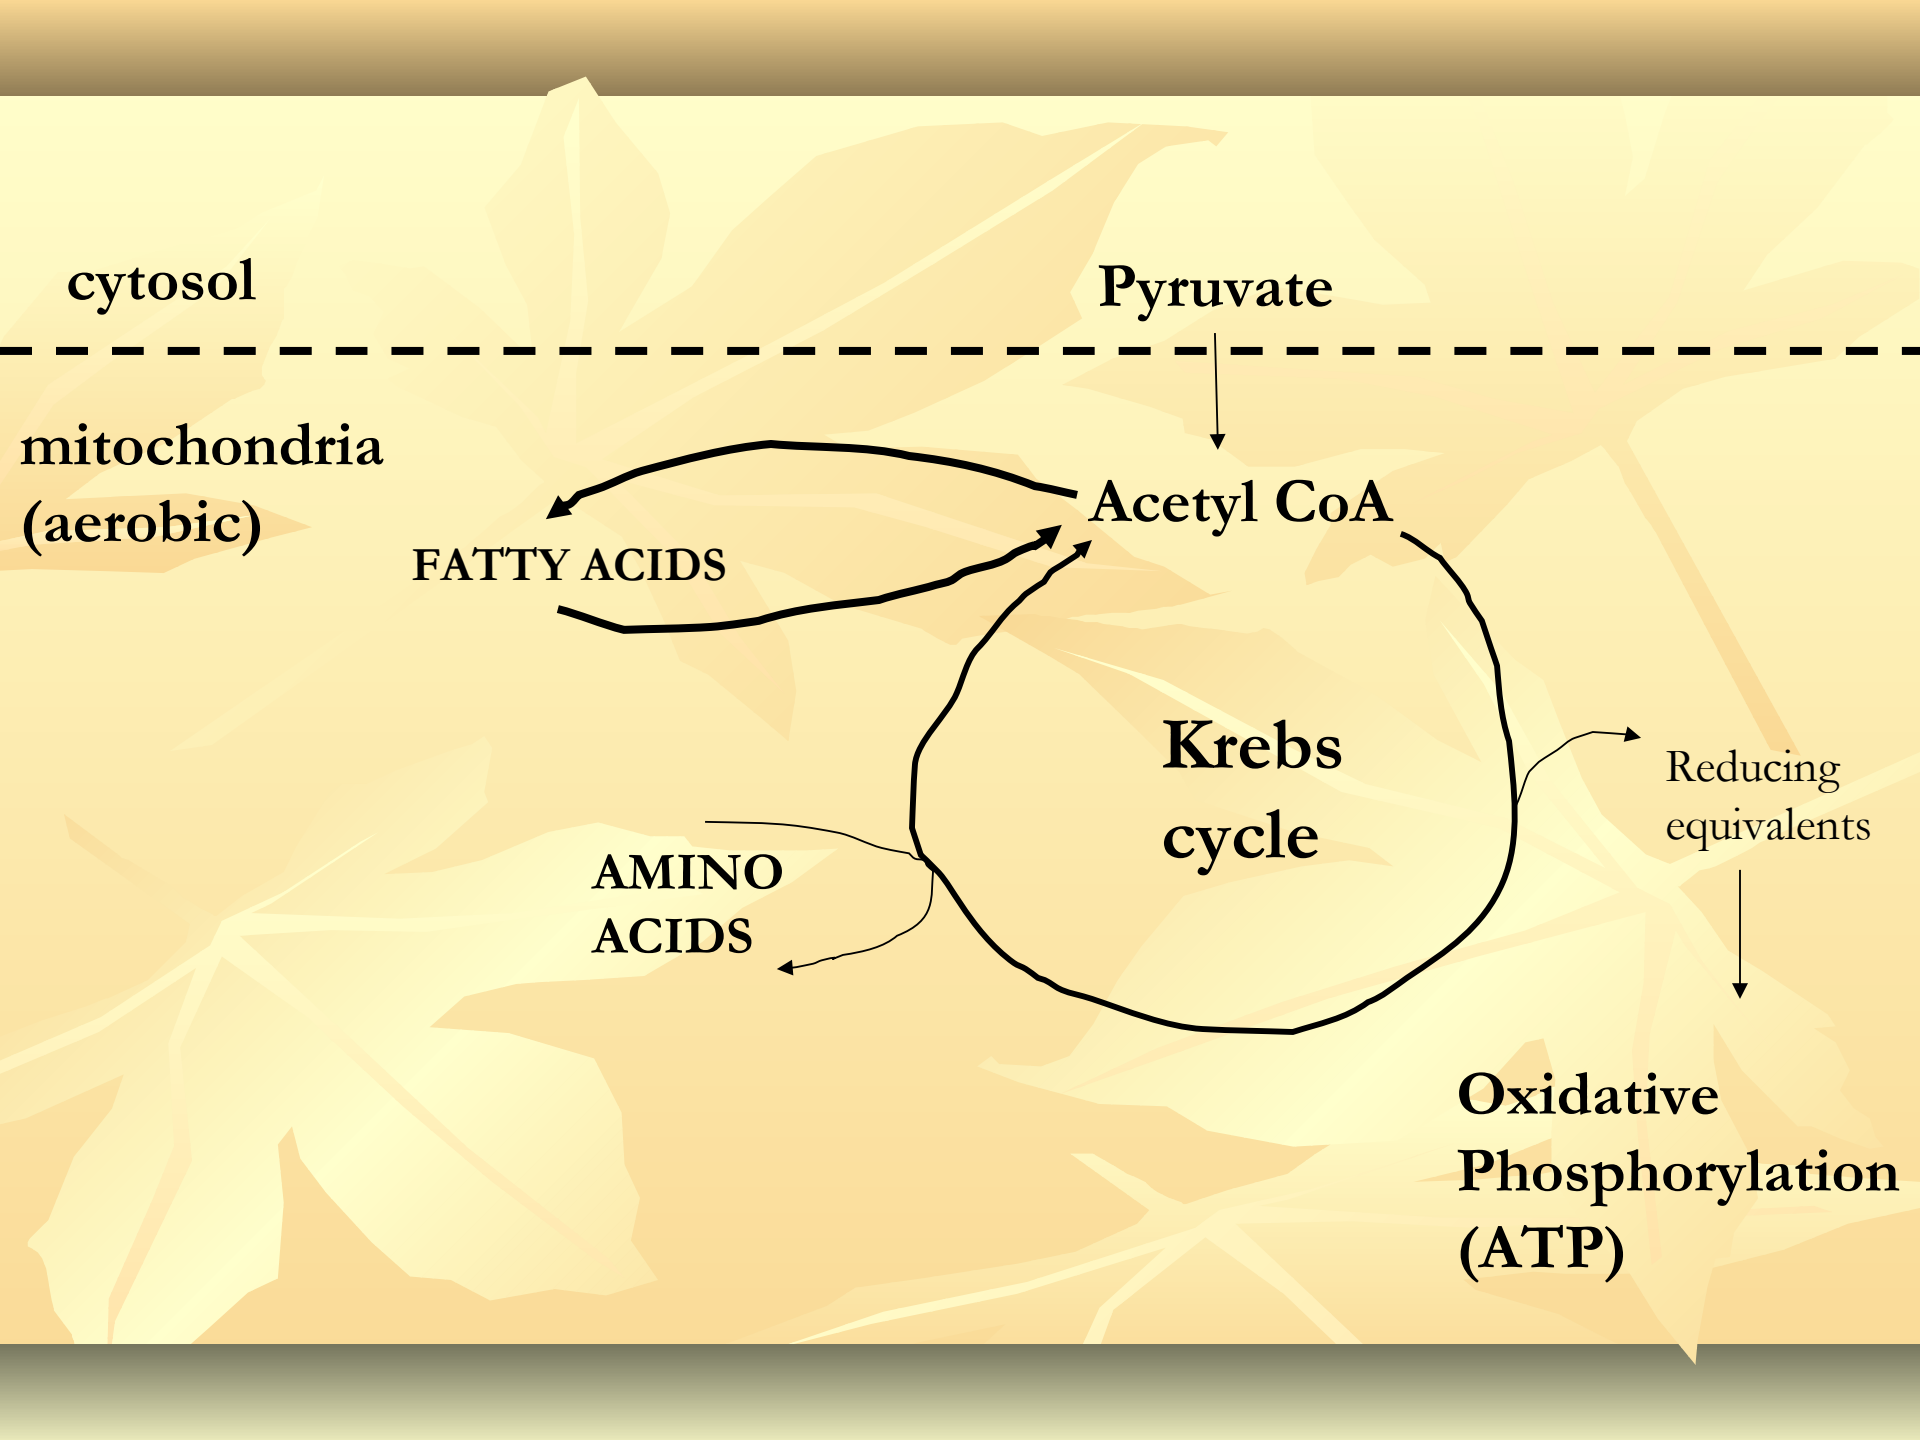 cytosol
Pyruvate
mitochondria
(aerobic)
Acetyl CoA
FATTY ACIDS
Krebs
cycle
Reducing
equivalents
AMINO
ACIDS
Oxidative
Phosphorylation
(ATP)